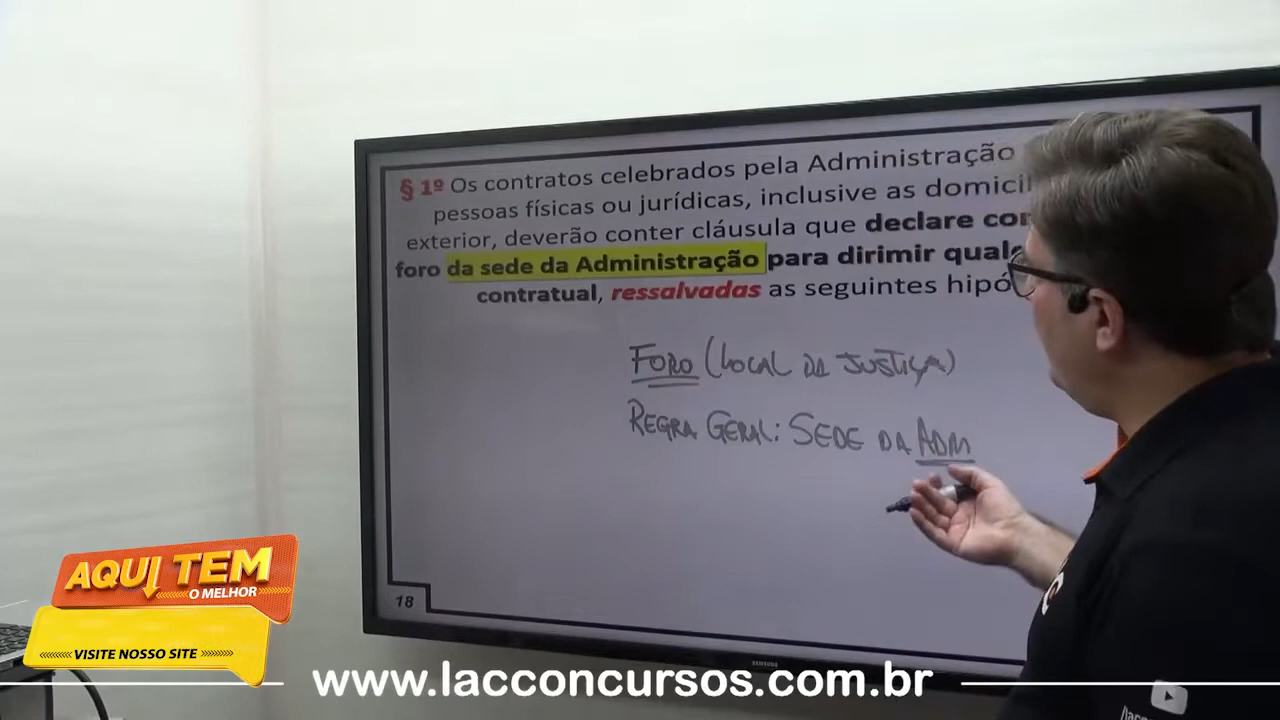 § 1º Os contratos celebrados pela Administração
pessoas físicas ou jurídicas, inclusive as domicil
exterior, deverão conter cláusula que declare
foro da sede da Administração para dirimir
contratual, ressalvadas as seguintes
FORO (LOCAL DA JUSTIÇA)
REGRA GERAL: SEDE DA ADM
18
AQUI TEM
O MELHOR
VISITE NOSSO SITE
www.lacconcursos.com.br
SAMSUNG